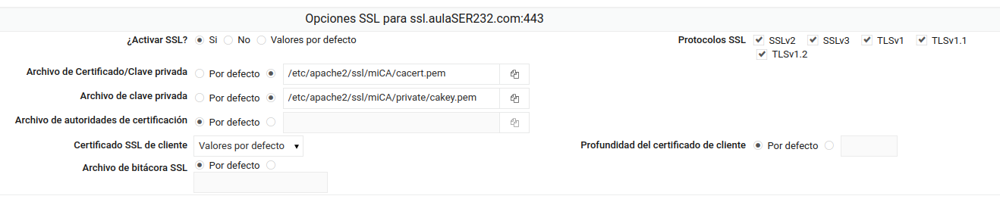 Opciones SSL para ssl.aulaSER232.com:443
¿Activar SSL? Si No Valores por defecto Protocolos SSL SSLv2 SSLv3 TLSv1 TLSv1.1
TLSv1.2
Archivo de Certificado/Clave privada Por defecto /etc/apache2/ssl/miCA/cacert.pem
Archivo de clave privada Por defecto /etc/apache2/ssl/miCA/private/cakey.pem
Archivo de autoridades de certificación Por defecto
Certificado SSL de cliente Valores por defecto Profundidad del certificado de cliente Por defecto
Archivo de bitácora SSL Por defecto